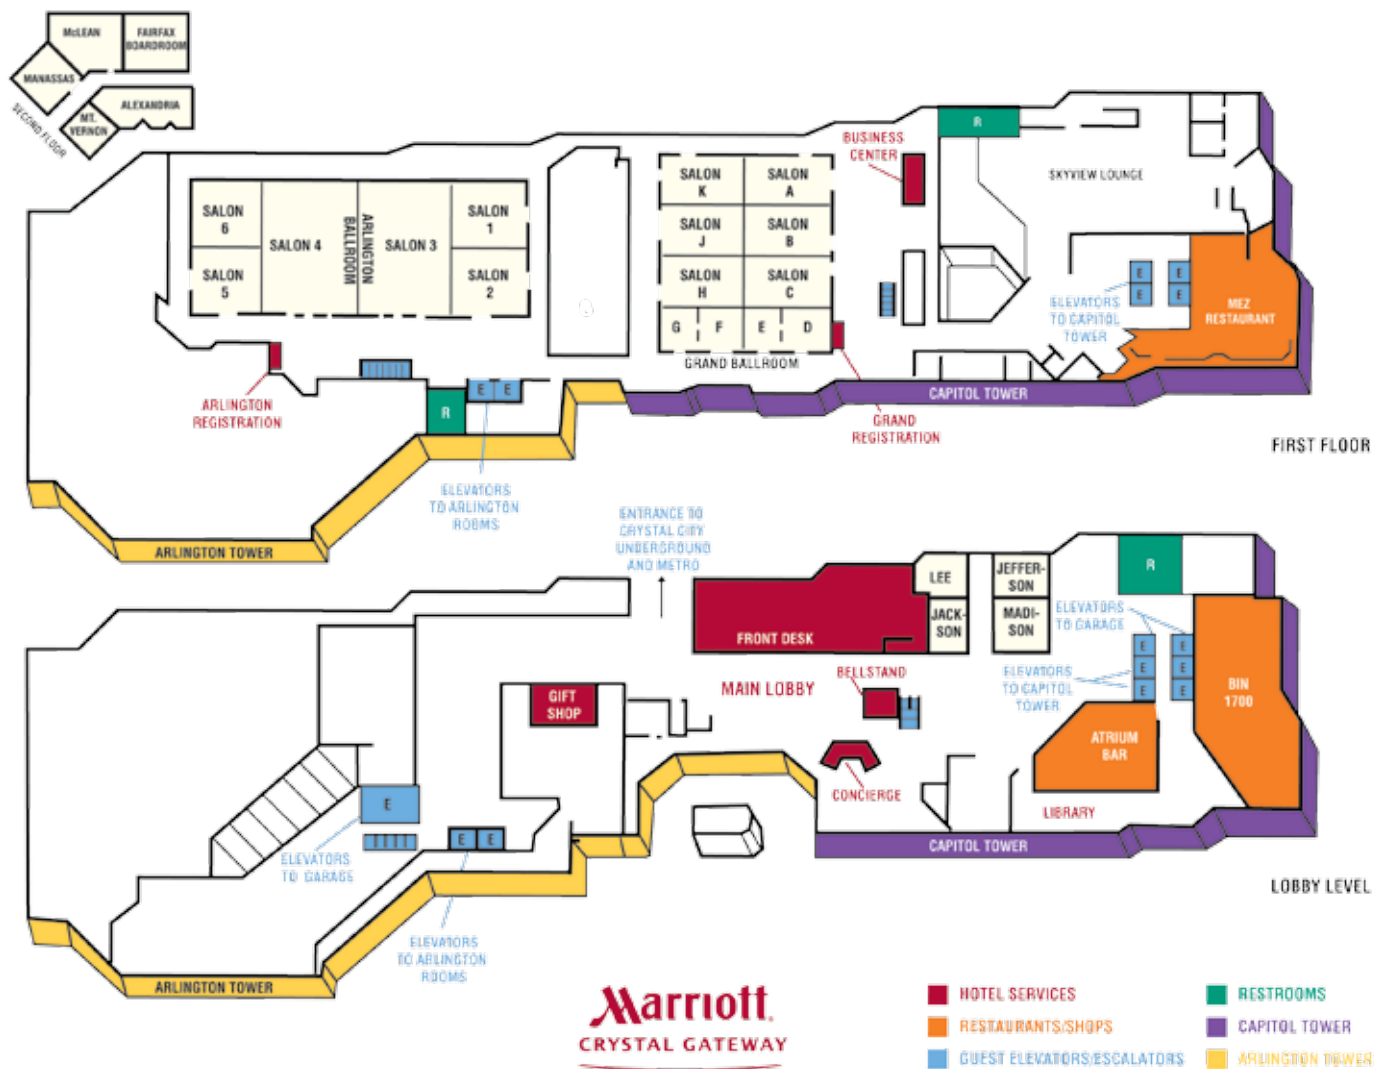 McLEAN
FAIRFAX
BOARDROOM
MANASSAS
ALEXANDRIA
MT.
VERNON
SECOND FLOOR
R
BUSINESS
CENTER
SKYVIEW LOUNGE
SALON
K
SALON
A
SALON
6
SALON 4
ARLINGTON
BALLROOM
SALON 3
SALON
1
SALON
J
SALON
B
SALON
5
SALON
2
SALON
H
SALON
C
E
E
E
E
ELEVATORS
TO CAPITOL
TOWER
MEZ
RESTAURANT
G
F
E
D
GRAND BALLROOM
ARLINGTON
REGISTRATION
E
E
R
CAPITOL TOWER
GRAND
REGISTRATION
FIRST FLOOR
ELEVATORS
TO ARLINGTON
ROOMS
ARLINGTON TOWER
ENTRANCE TO
CRYSTAL CITY
UNDERGROUND
AND METRO
LEE
JEFFER-
SON
R
JACK-
SON
MADI-
SON
ELEVATORS
TO GARAGE
FRONT DESK
E
E
E
E
E
E
BELLSTAND
ELEVATORS
TO CAPITOL
TOWER
MAIN LOBBY
GIFT
SHOP
BIN
1700
ATRIUM
BAR
CONCIERGE
LIBRARY
E
E
E
ELEVATORS
TO GARAGE
CAPITOL TOWER
LOBBY LEVEL
ELEVATORS
TO ARLINGTON
ROOMS
ARLINGTON TOWER
Marriott
CRYSTAL GATEWAY
HOTEL SERVICES
RESTAURANTS/SHOPS
GUEST ELEVATORS/ESCALATORS
RESTROOMS
CAPITOL TOWER
ARLINGTON TOWER